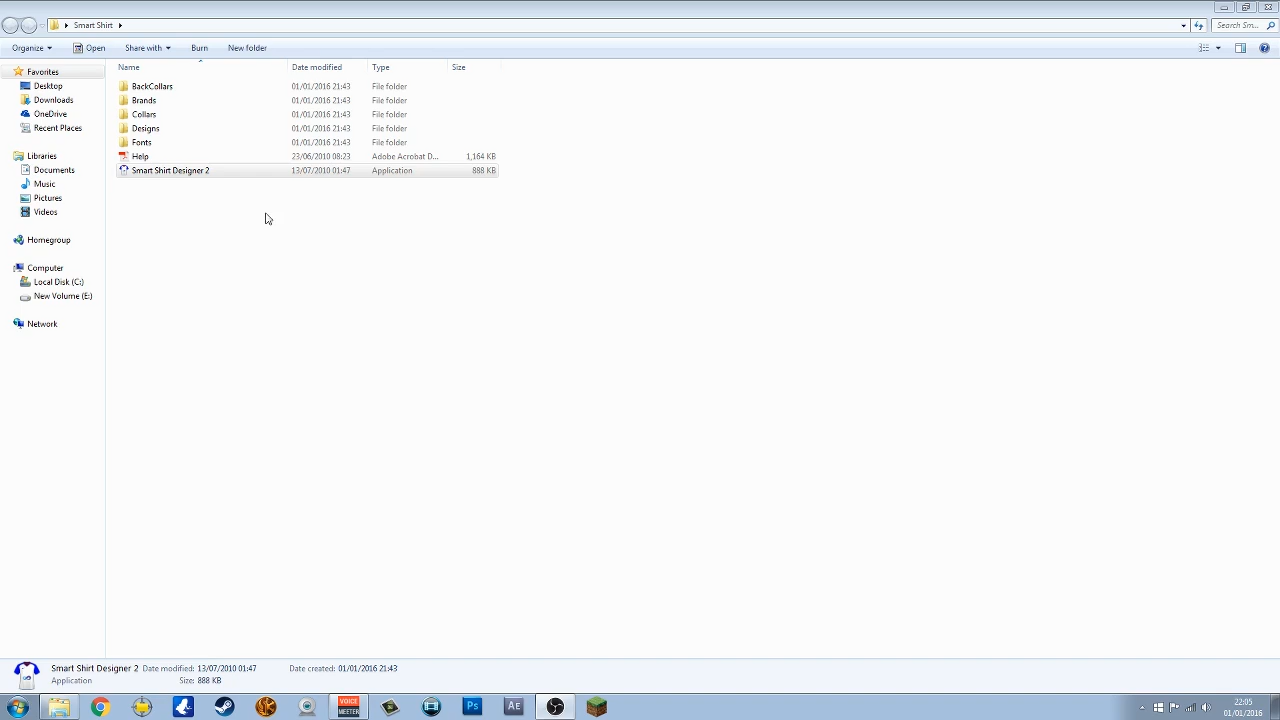 Smart Shirt
Search Sm...
Organize Open Share with Burn New folder
Name Date modified Type Size
Favorites
Desktop
Downloads
OneDrive
Recent Places
Libraries
Documents
Music
Pictures
Videos
Homegroup
Computer
Local Disk (C:)
New Volume (E:)
Network
BackCollars 01/01/2016 21:43 File folder
Brands 01/01/2016 21:43 File folder
Collars 01/01/2016 21:43 File folder
Designs 01/01/2016 21:43 File folder
Fonts 01/01/2016 21:43 File folder
Help 23/06/2010 08:23 Adobe Acrobat D... 1,164 KB
Smart Shirt Designer 2 13/07/2010 01:47 Application 888 KB
Smart Shirt Designer 2 Date modified: 13/07/2010 01:47 Date created: 01/01/2016 21:43
Application Size: 888 KB
VOICE
MEETER
Ps
Ae
22:05
01/01/2016